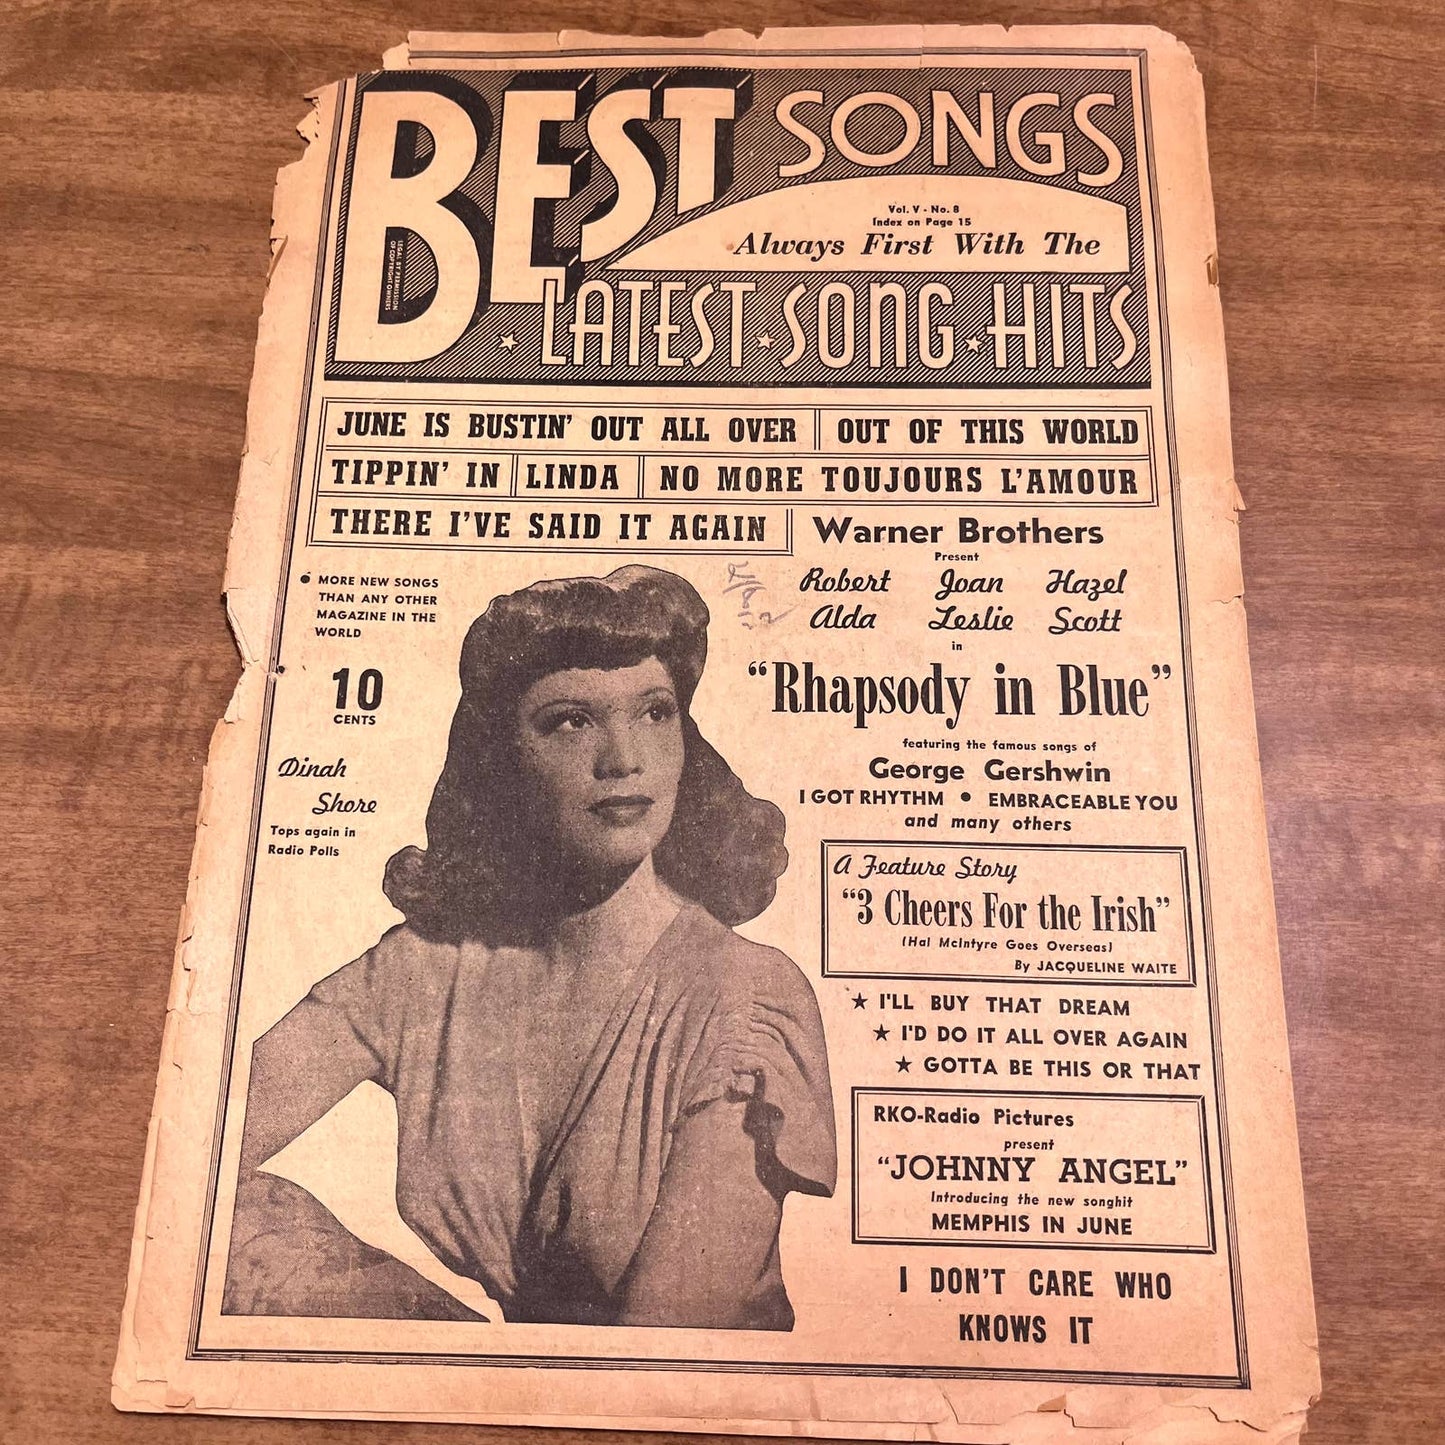 BEST SONGS
Vol. V - No. 8
Index on Page 15
Always First With The
LATEST ★ SONG ★ HITS
LEGAL BY PERMISSION
OF COPYRIGHT OWNERS
JUNE IS BUSTIN' OUT ALL OVER
OUT OF THIS WORLD
TIPPIN' IN
LINDA
NO MORE TOUJOURS L'AMOUR
THERE I'VE SAID IT AGAIN
● MORE NEW SONGS
THAN ANY OTHER
MAGAZINE IN THE
WORLD
10
CENTS
Dinah
Shore
Tops again in
Radio Polls
Warner Brothers
Present
Robert Joan Hazel
Alda Leslie Scott
in
"Rhapsody in Blue"
featuring the famous songs of
George Gershwin
I GOT RHYTHM ● EMBRACEABLE YOU
and many others
A Feature Story
"3 Cheers For the Irish"
(Hal McIntyre Goes Overseas)
By JACQUELINE WAITE
★ I'LL BUY THAT DREAM
★ I'D DO IT ALL OVER AGAIN
★ GOTTA BE THIS OR THAT
RKO-Radio Pictures
present
"JOHNNY ANGEL"
Introducing the new songhit
MEMPHIS IN JUNE
I DON'T CARE WHO
KNOWS IT